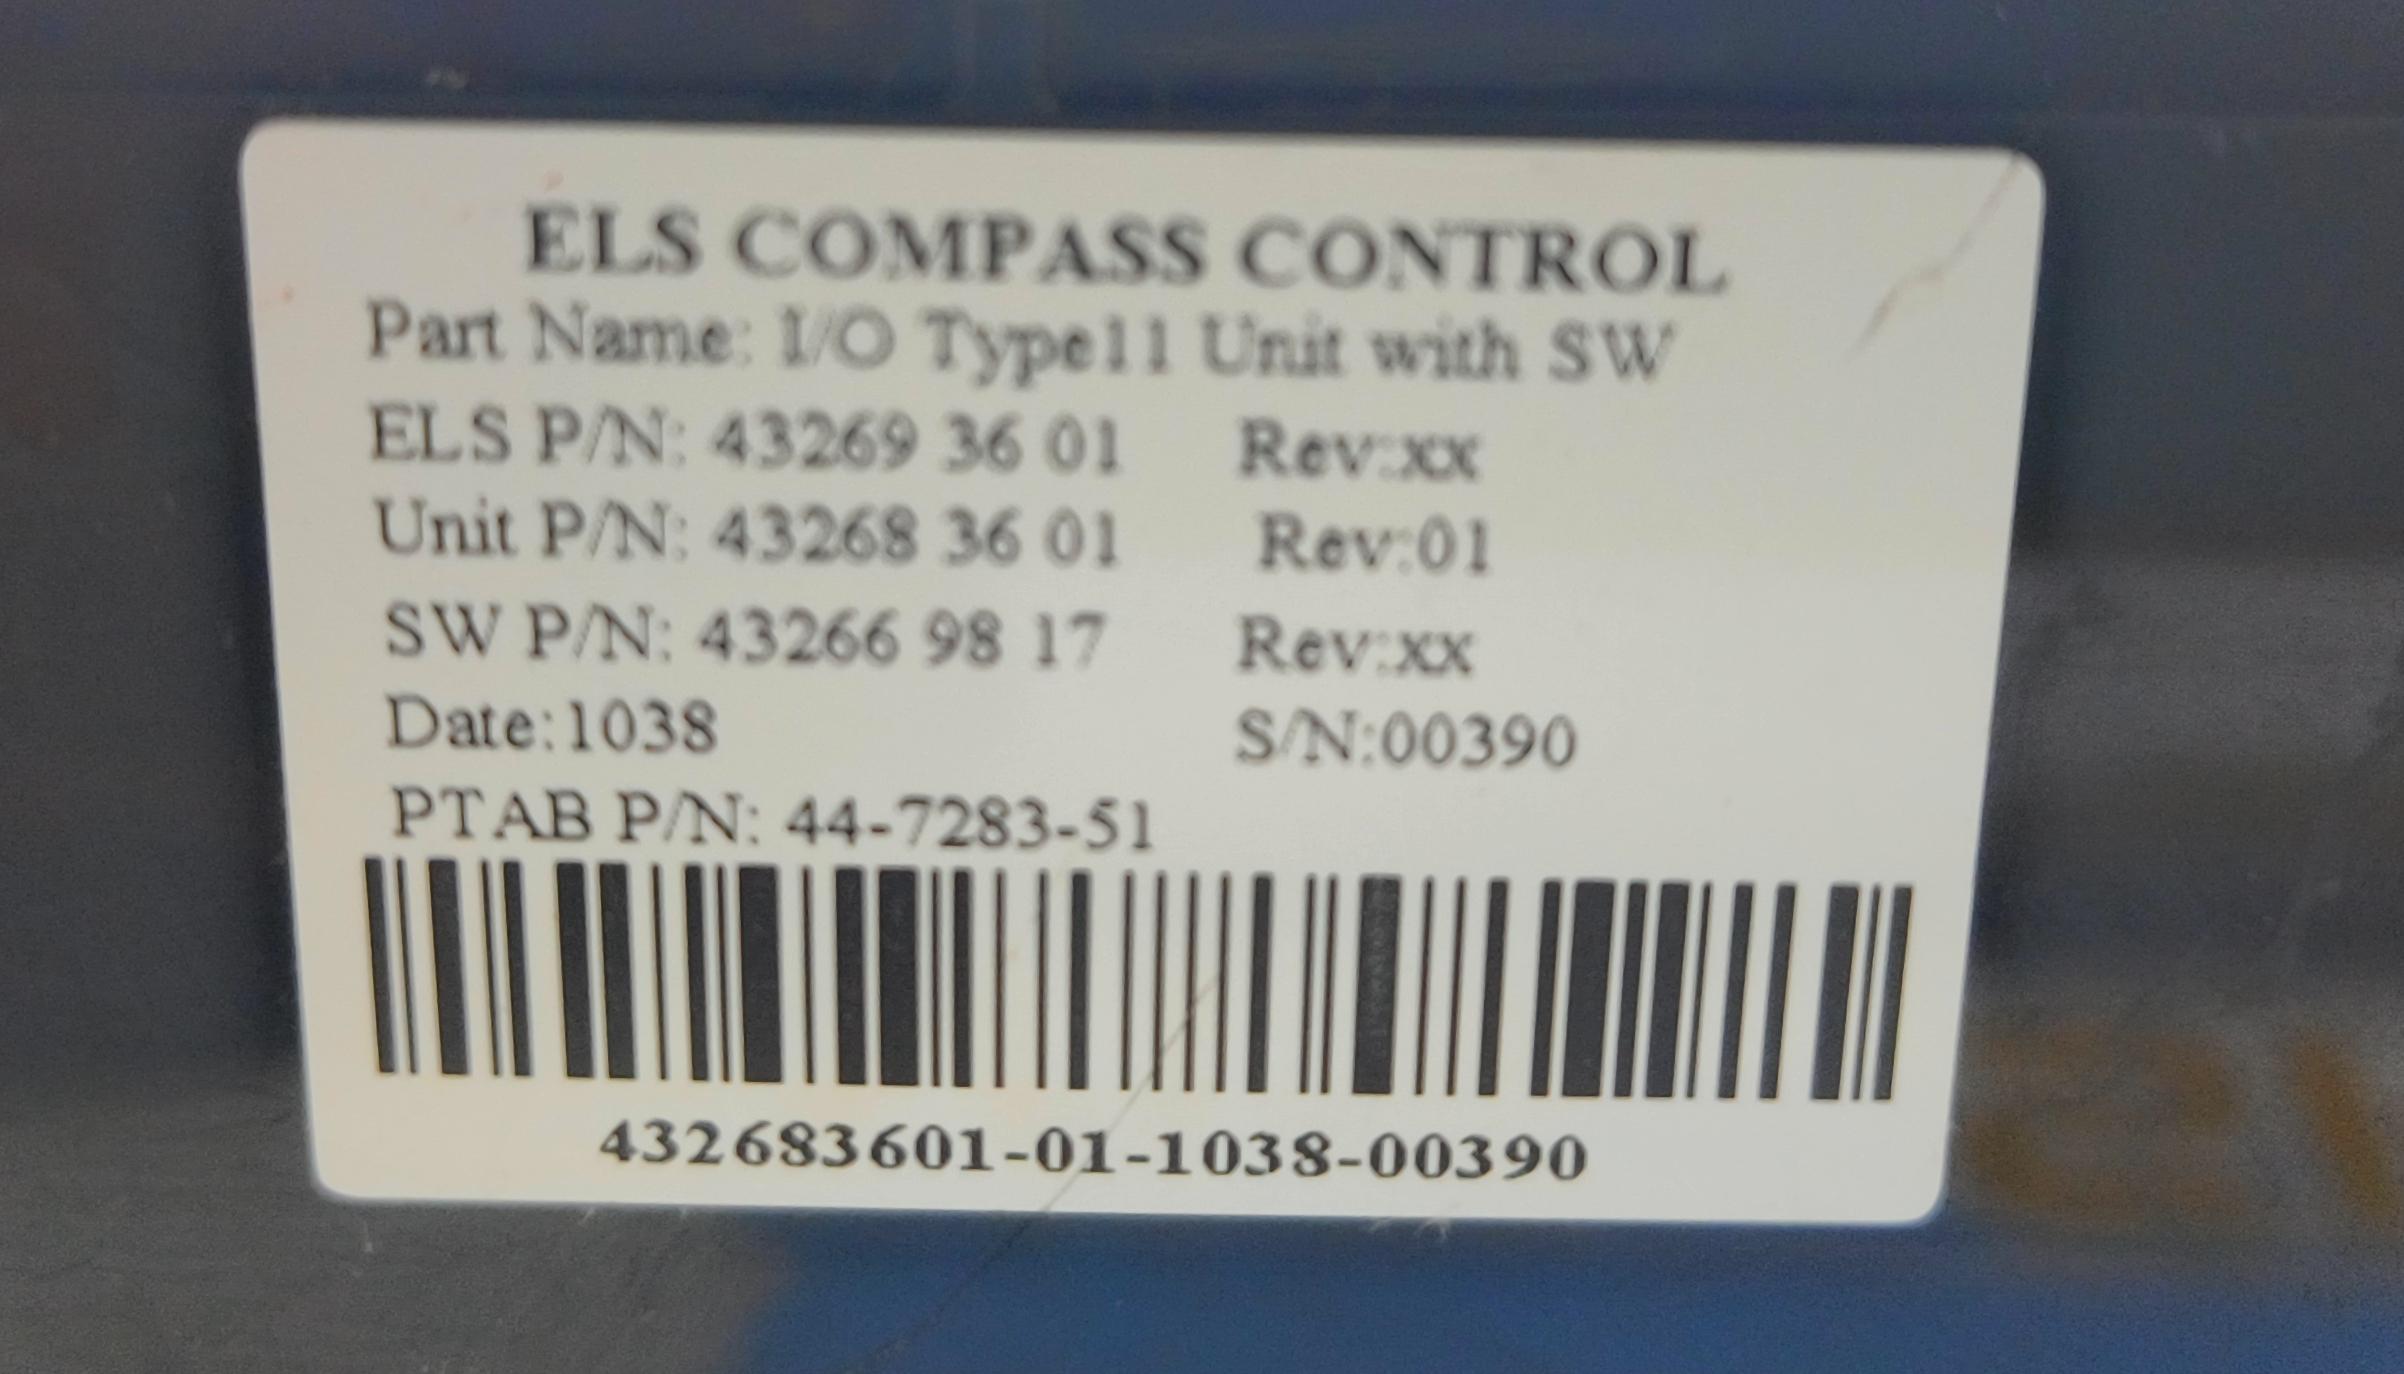 ELS COMPASS CONTROL
Part Name: I/O Type11 Unit with SW
ELS P/N: 43269 36 01 Rev:xx
Unit P/N: 43268 36 01 Rev:01
SW P/N: 43266 98 17 Rev:xx
Date:1038 S/N:00390
PTAB P/N: 44-7283-51
432683601-01-1038-00390